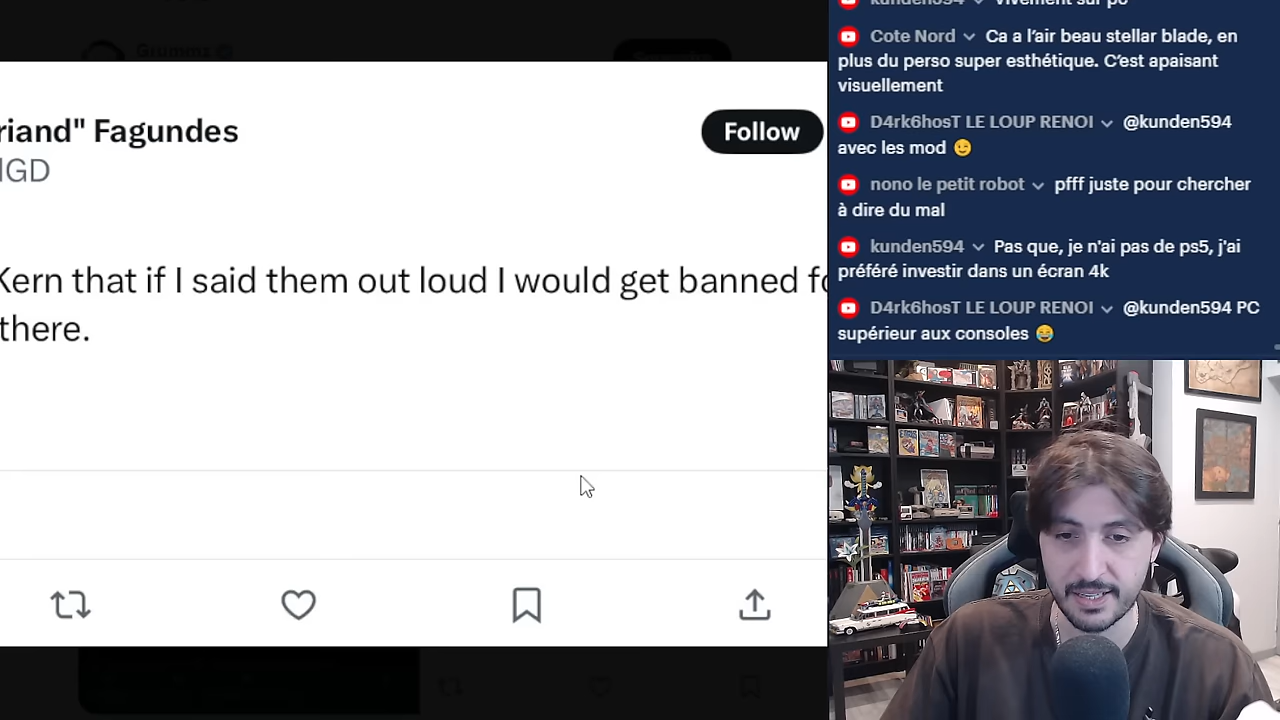 Grummz
riand" Fagundes
Follow
IGD
Kern that if I said them out loud I would get banned fo
there.
kunden594 vivement sur pc
Cote Nord Ca a l’air beau stellar blade, en
plus du perso super esthétique. C’est apaisant
visuellement
D4rk6hosT LE LOUP RENOI @kunden594
avec les mod 😉
nono le petit robot pfff juste pour chercher
à dire du mal
kunden594 Pas que, je n'ai pas de ps5, j'ai
préféré investir dans un écran 4k
D4rk6hosT LE LOUP RENOI @kunden594 PC
supérieur aux consoles 😂